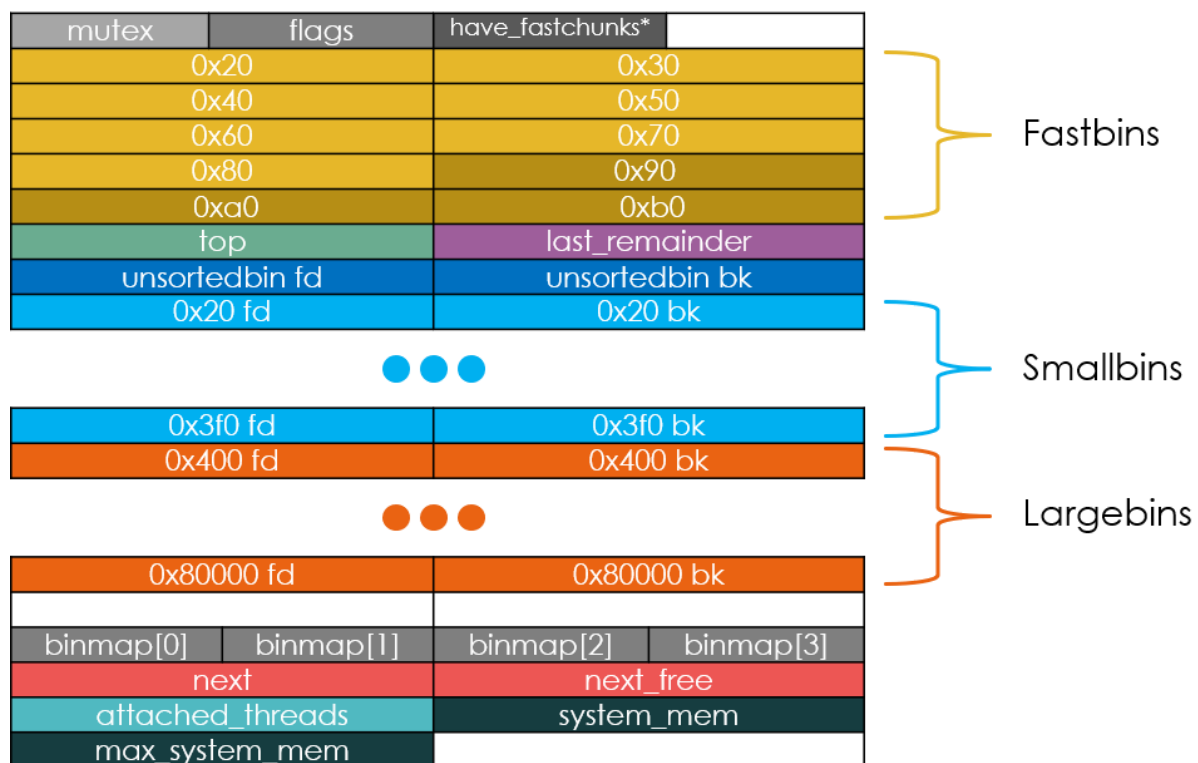 mutex flags have_fastchunks*
0x20 0x30
0x40 0x50
0x60 0x70
0x80 0x90
0xa0 0xb0
Fastbins
top last_remainder
unsortedbin fd unsortedbin bk
0x20 fd 0x20 bk
Smallbins
0x3f0 fd 0x3f0 bk
0x400 fd 0x400 bk
Largebins
0x80000 fd 0x80000 bk
binmap[0] binmap[1] binmap[2] binmap[3]
next next_free
attached_threads system_mem
max_system_mem